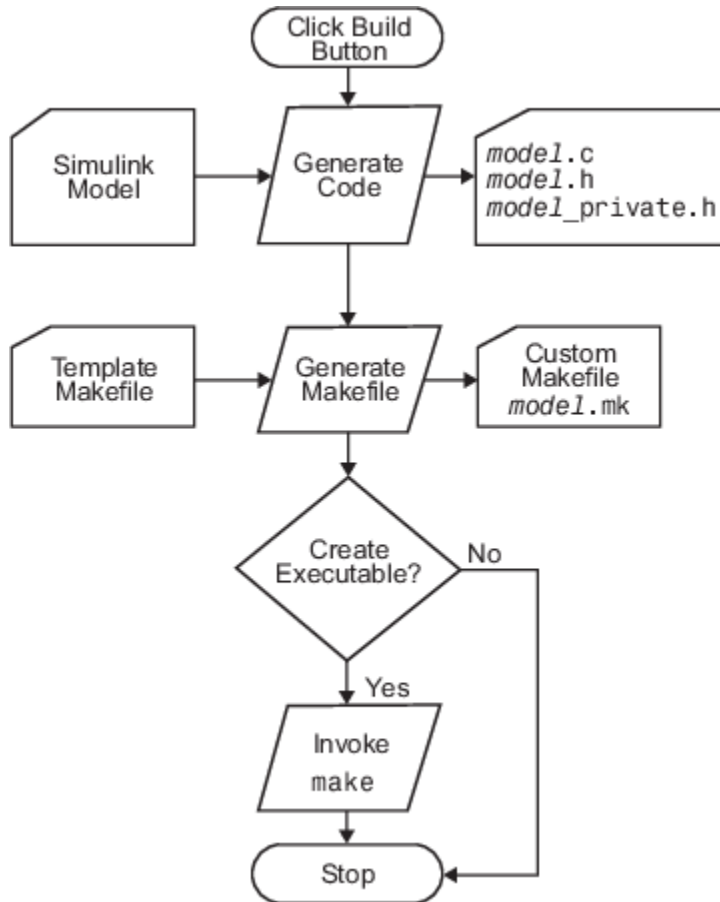 Click Build
Button
Simulink
Model
Generate
Code
model.c
model.h
model_private.h
Template
Makefile
Generate
Makefile
Custom
Makefile
model.mk
Create
Executable?
No
Yes
Invoke
make
Stop